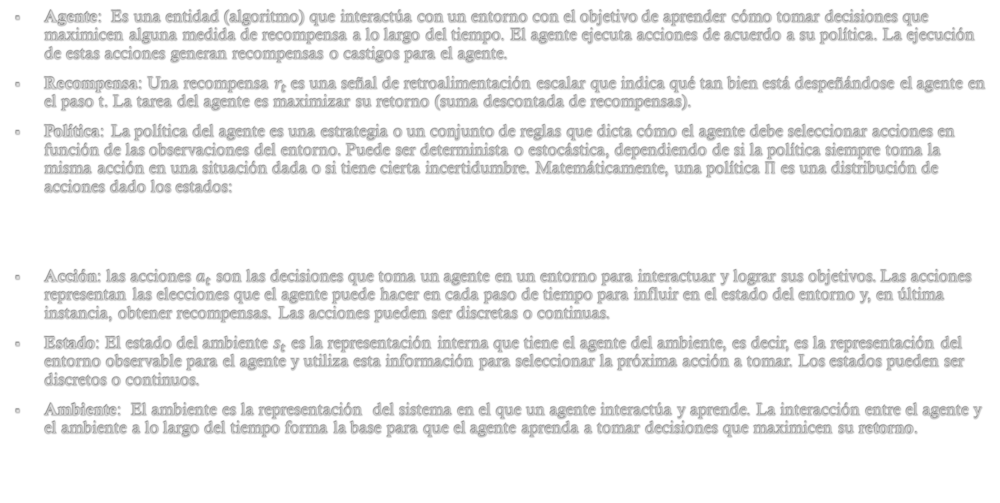 ▪ Agente: Es una entidad (algoritmo) que interactúa con un entorno con el objetivo de aprender cómo tomar decisiones que
maximicen alguna medida de recompensa a lo largo del tiempo. El agente ejecuta acciones de acuerdo a su política. La ejecución
de estas acciones generan recompensas o castigos para el agente.
▪ Recompensa: Una recompensa rₜ es una señal de retroalimentación escalar que indica qué tan bien está despeñándose el agente en
el paso t. La tarea del agente es maximizar su retorno (suma descontada de recompensas).
▪ Política: La política del agente es una estrategia o un conjunto de reglas que dicta cómo el agente debe seleccionar acciones en
función de las observaciones del entorno. Puede ser determinista o estocástica, dependiendo de si la política siempre toma la
misma acción en una situación dada o si tiene cierta incertidumbre. Matemáticamente, una política Π es una distribución de
acciones dado los estados:
▪ Acción: las acciones aₜ son las decisiones que toma un agente en un entorno para interactuar y lograr sus objetivos. Las acciones
representan las elecciones que el agente puede hacer en cada paso de tiempo para influir en el estado del entorno y, en última
instancia, obtener recompensas. Las acciones pueden ser discretas o continuas.
▪ Estado: El estado del ambiente sₜ es la representación interna que tiene el agente del ambiente, es decir, es la representación del
entorno observable para el agente y utiliza esta información para seleccionar la próxima acción a tomar. Los estados pueden ser
discretos o continuos.
▪ Ambiente: El ambiente es la representación del sistema en el que un agente interactúa y aprende. La interacción entre el agente y
el ambiente a lo largo del tiempo forma la base para que el agente aprenda a tomar decisiones que maximicen su retorno.